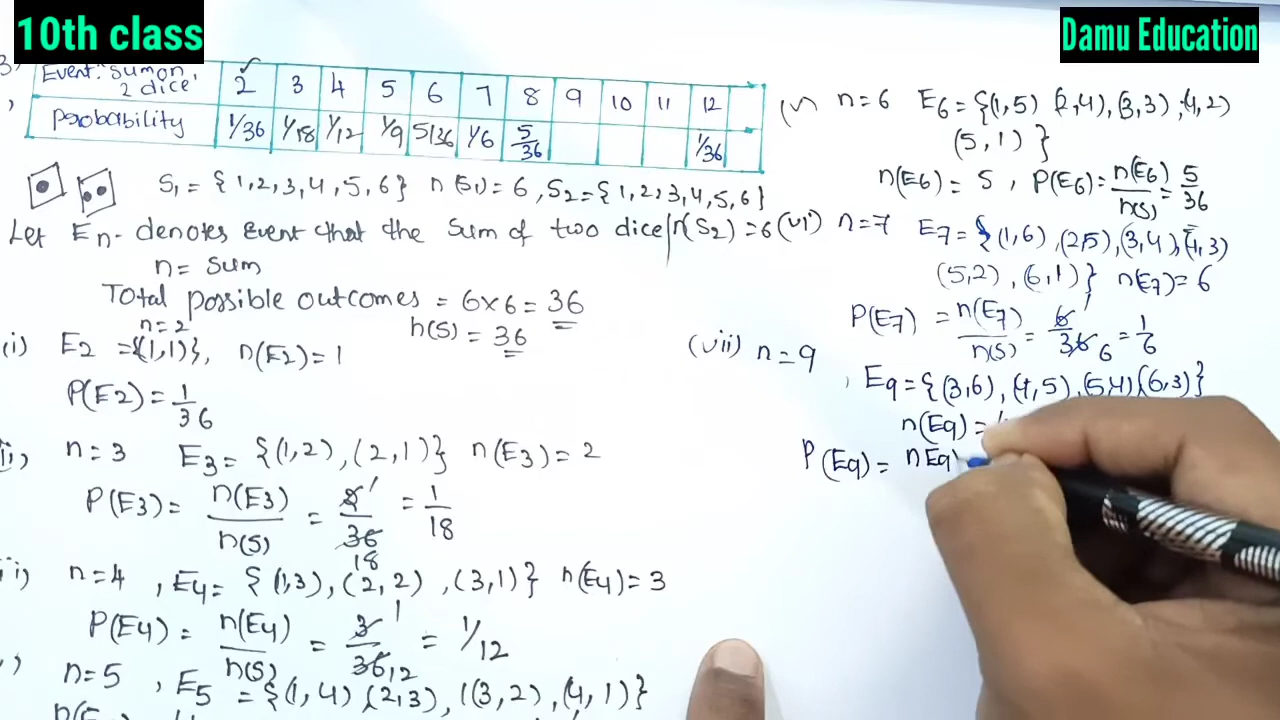 10th class
Damu Education
3,
Event: "Sum on 2 dice" 2 3 4 5 6 7 8 9 10 11 12
Probability 1/36 1/18 1/12 1/9 5/36 1/6 5/36 1/36
S1 = {1,2,3,4,5,6} n(S1) = 6, S2 = {1,2,3,4,5,6}
Let En - denotes Event that the Sum of two dice n(S2) = 6
n = Sum
Total possible outcomes = 6×6 = 36
n(S) = 36
n = 2
(i) E2 = {(1,1)}, n(E2) = 1
P(E2) = 1/36
n = 3 E3 = {(1,2), (2,1)} n(E3) = 2
P(E3) = n(E3)/n(S) = 2/36 = 1/18
n = 4, E4 = {(1,3), (2,2), (3,1)} n(E4) = 3
P(E4) = n(E4)/n(S) = 3/36 = 1/12
n = 5, E5 = {(1,4) (2,3), (3,2), (4,1)}
(v) n = 6 E6 = {(1,5) (2,4), (3,3), (4,2)
(5,1)}
n(E6) = 5, P(E6) = n(E6)/n(S) = 5/36
(vi) n = 7 E7 = {(1,6), (2,5), (3,4), (4,3)
(5,2), (6,1)} n(E7) = 6
P(E7) = n(E7)/n(S) = 6/36 = 1/6
(vii) n = 9
E9 = {(3,6), (4,5), (5,4) (6,3)}
n(E9) =
P(E9) = n E9)